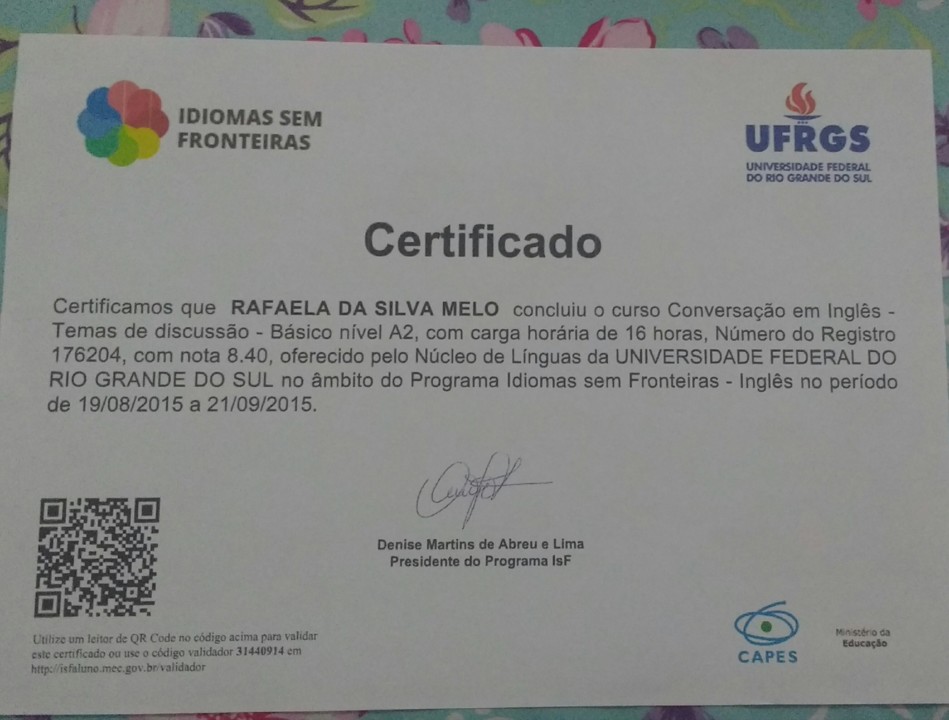 IDIOMAS SEM
FRONTEIRAS
UFRGS
UNIVERSIDADE FEDERAL
DO RIO GRANDE DO SUL
Certificado
Certificamos que RAFAELA DA SILVA MELO concluiu o curso Conversação em Inglês -
Temas de discussão - Básico nível A2, com carga horária de 16 horas, Número do Registro
176204, com nota 8.40, oferecido pelo Núcleo de Línguas da UNIVERSIDADE FEDERAL DO
RIO GRANDE DO SUL no âmbito do Programa Idiomas sem Fronteiras - Inglês no período
de 19/08/2015 a 21/09/2015.
Denise Martins de Abreu e Lima
Presidente do Programa IsF
Utilize um leitor de QR Code no código acima para validar
este certificado ou use o código validador 31440914 em
http://isfaluno.mec.gov.br/validador
CAPES
Ministério da
Educação